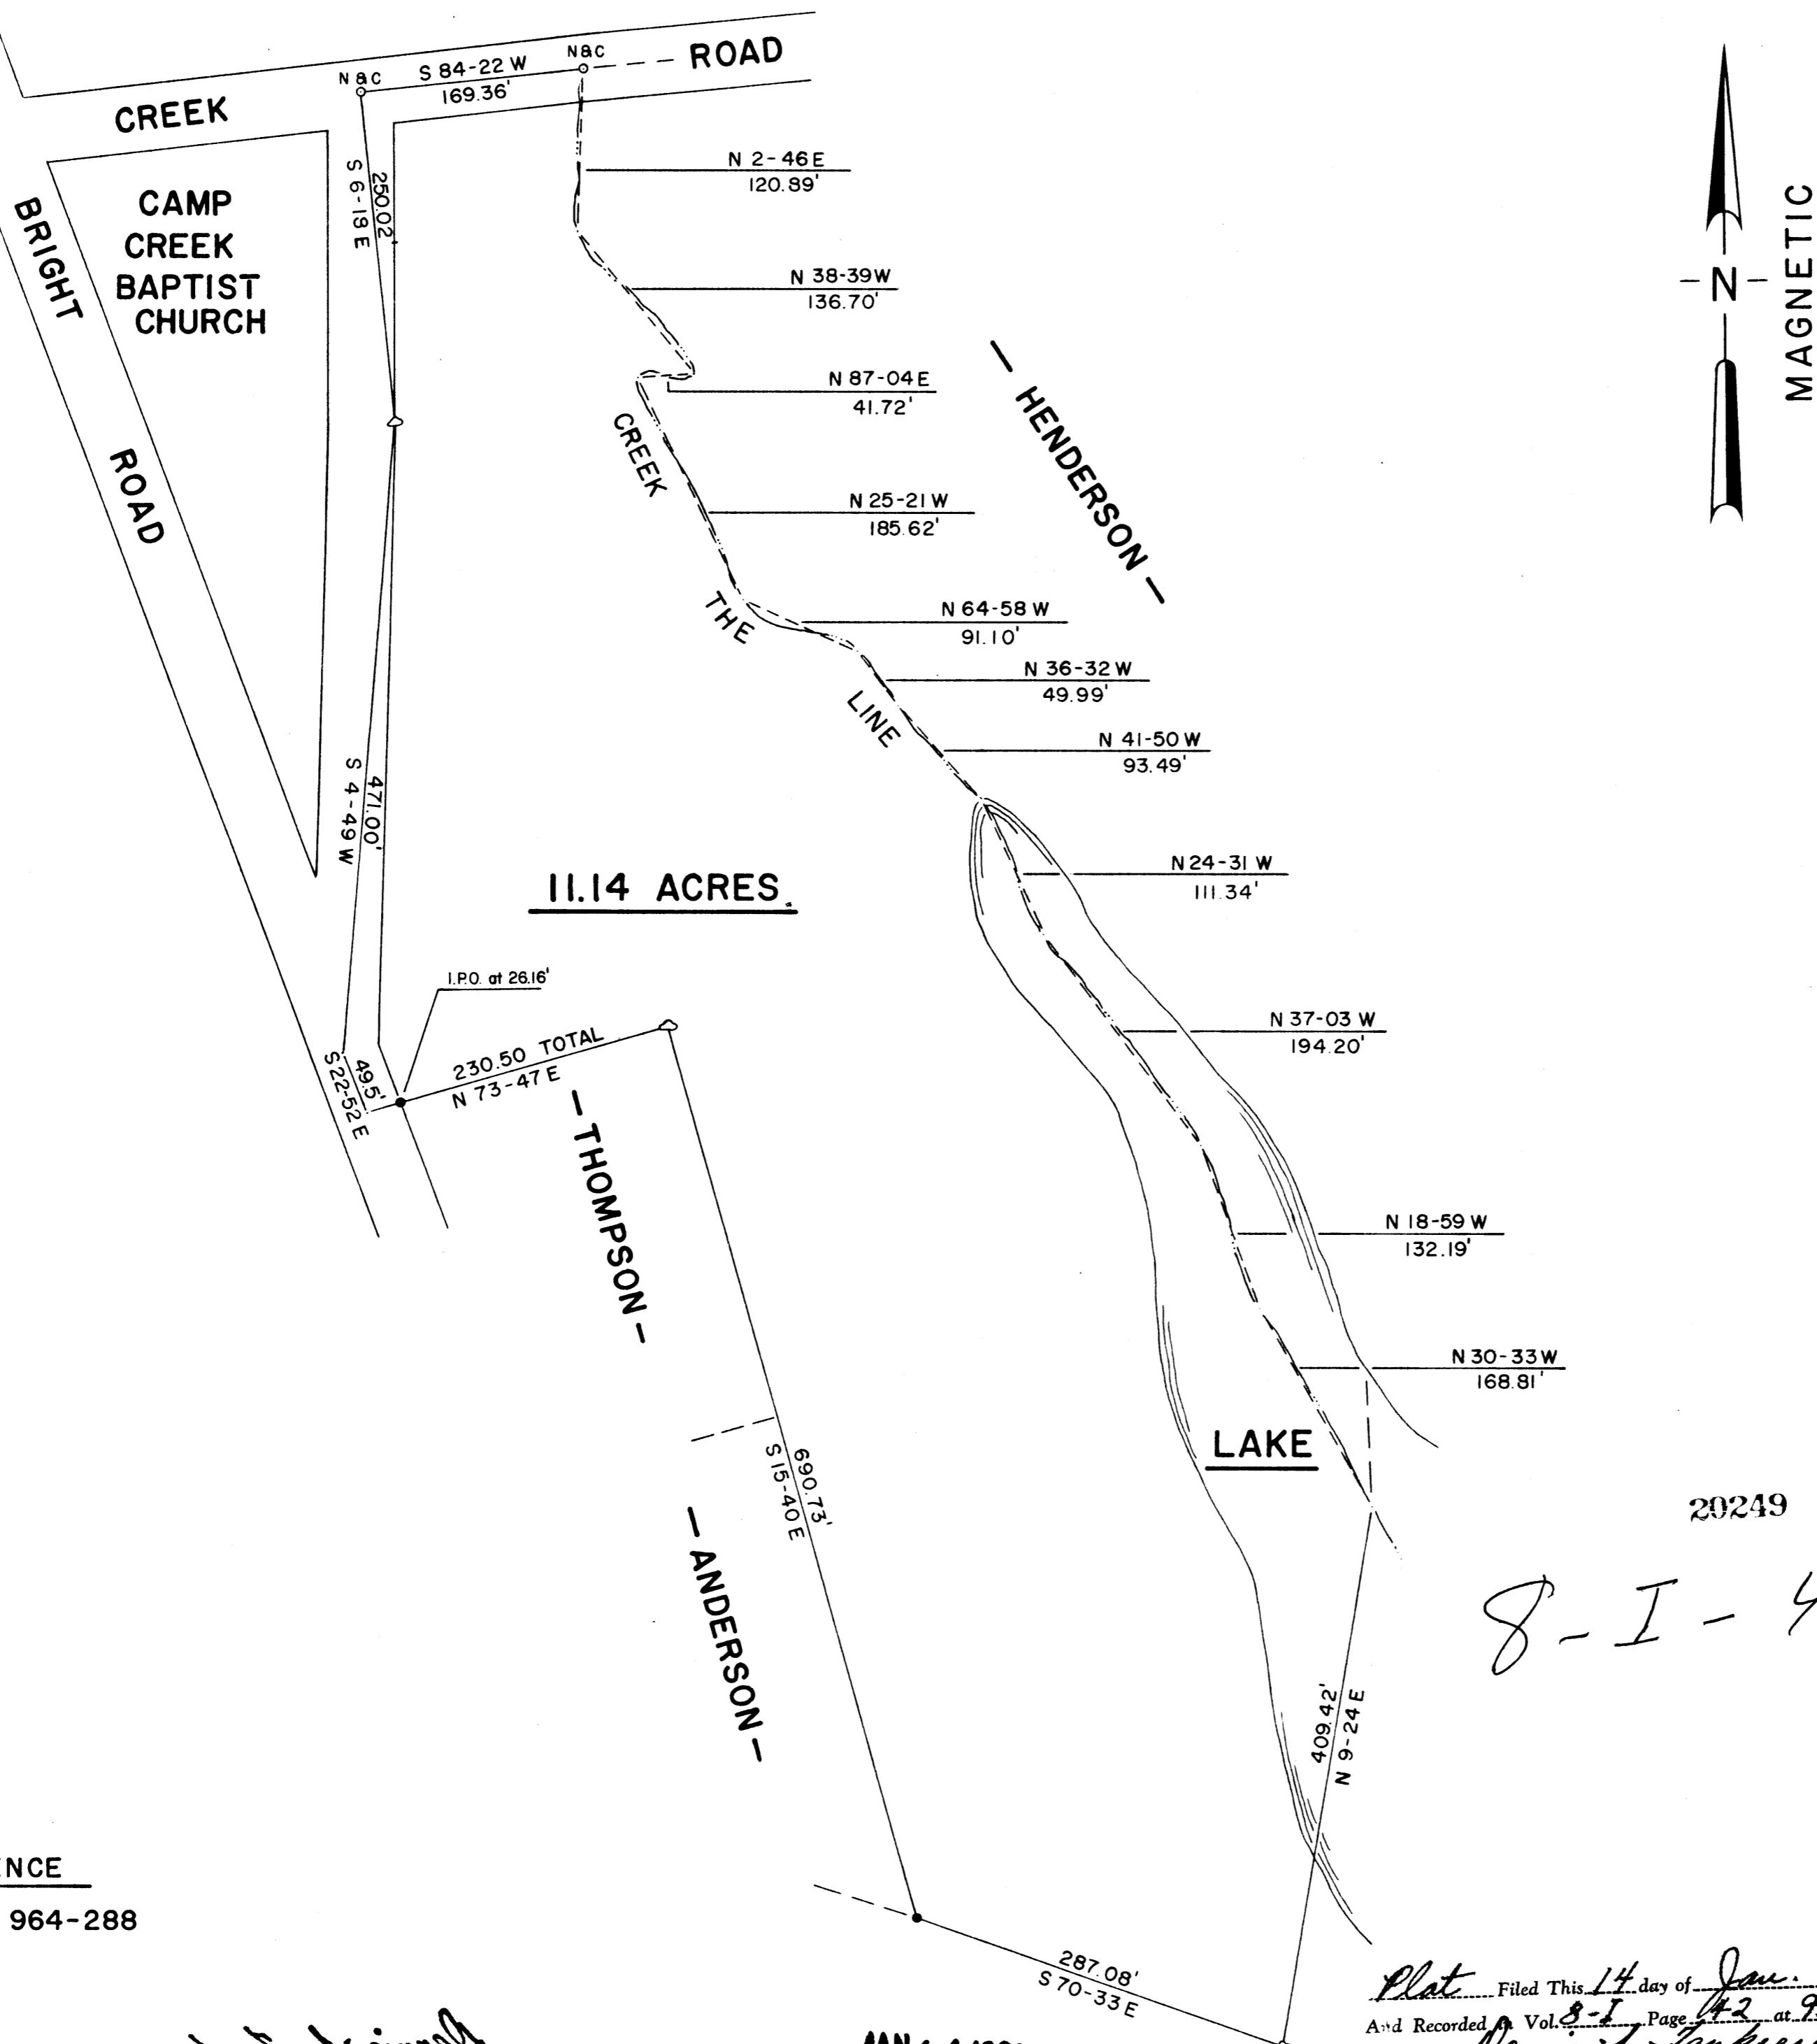 N&C
S 84-22 W
169.36'
N&C
ROAD
CREEK
CAMP
CREEK
BAPTIST
CHURCH
BRIGHT
ROAD
S 6-18 E
250.02
N 2-46 E
120.89'
N 38-39 W
136.70'
N 87-04 E
41.72'
N 25-21 W
185.62'
N 64-58 W
91.10'
N 36-32 W
49.99'
N 41-50 W
93.49'
N 24-31 W
111.34'
N 37-03 W
194.20'
N 18-59 W
132.19'
N 30-33 W
168.81'
CREEK
THE
LINE
- HENDERSON -
- N -
MAGNETIC
S 4-49 W
471.00'
11.14 ACRES.
I.P.O. at 26.16'
S 22-52 E
49.5'
230.50 TOTAL
N 73-47 E
- THOMPSON -
690.73'
S 15-40 E
- ANDERSON -
LAKE
20249
8 - I - 4
409.42'
N 9-24 E
287.08'
S 70-33 E
ENCE
964-288
Plat Filed This 14 day of Jan.
And Recorded in Vol. 8-I Page 42 at 9
JAN